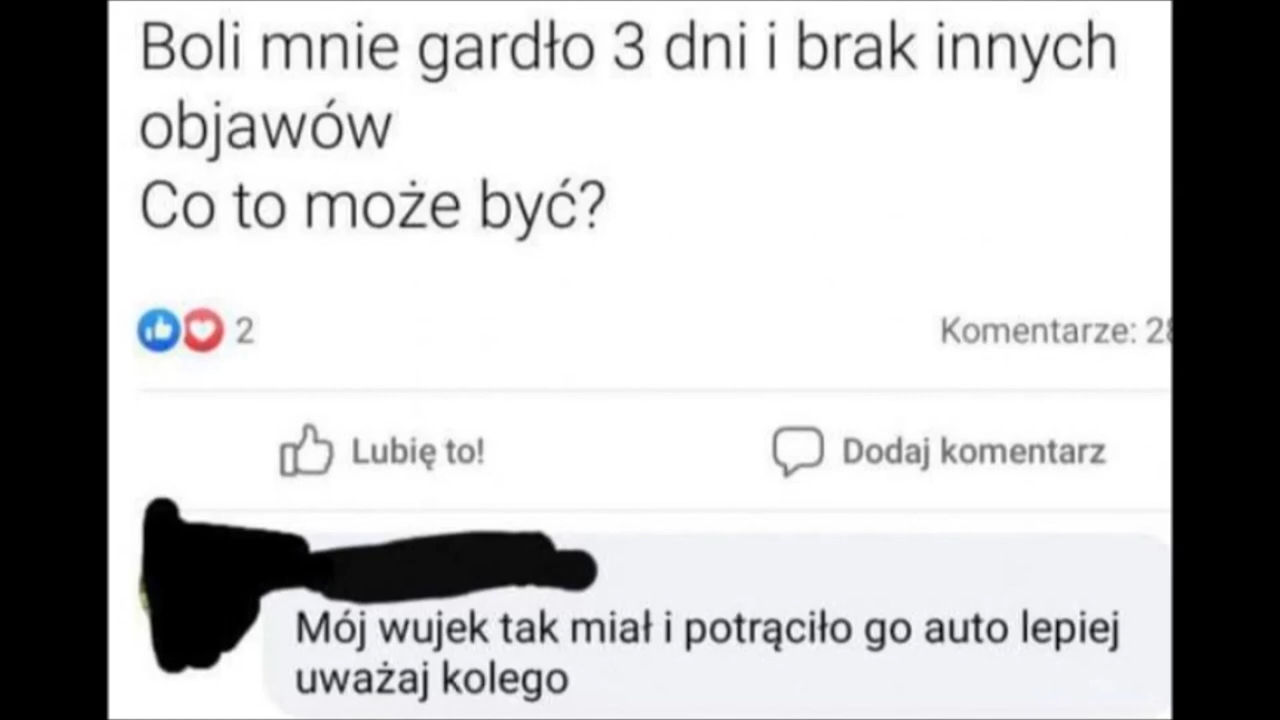 Boli mnie gardło 3 dni i brak innych
objawów
Co to może być?
2
Komentarze: 28
Lubię to!
Dodaj komentarz
Mój wujek tak miał i potrąciło go auto lepiej
uważaj kolego